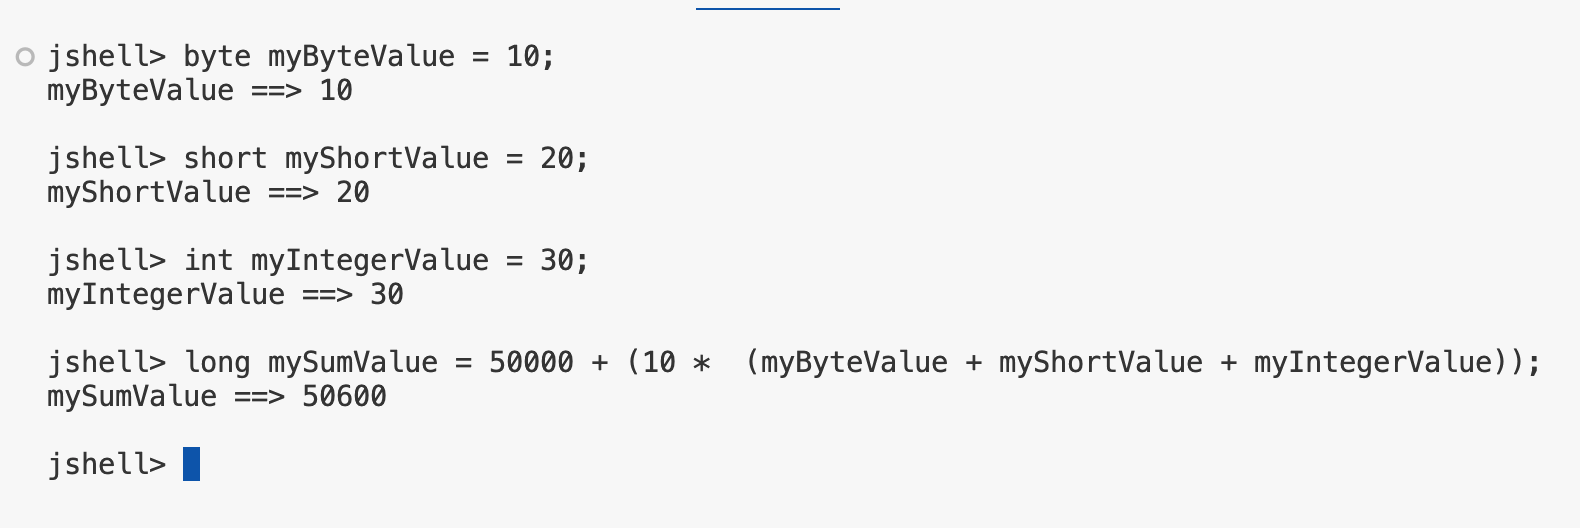 jshell> byte myByteValue = 10;
myByteValue ==> 10
jshell> short myShortValue = 20;
myShortValue ==> 20
jshell> int myIntegerValue = 30;
myIntegerValue ==> 30
jshell> long mySumValue = 50000 + (10 *  (myByteValue + myShortValue + myIntegerValue));
mySumValue ==> 50600
jshell>